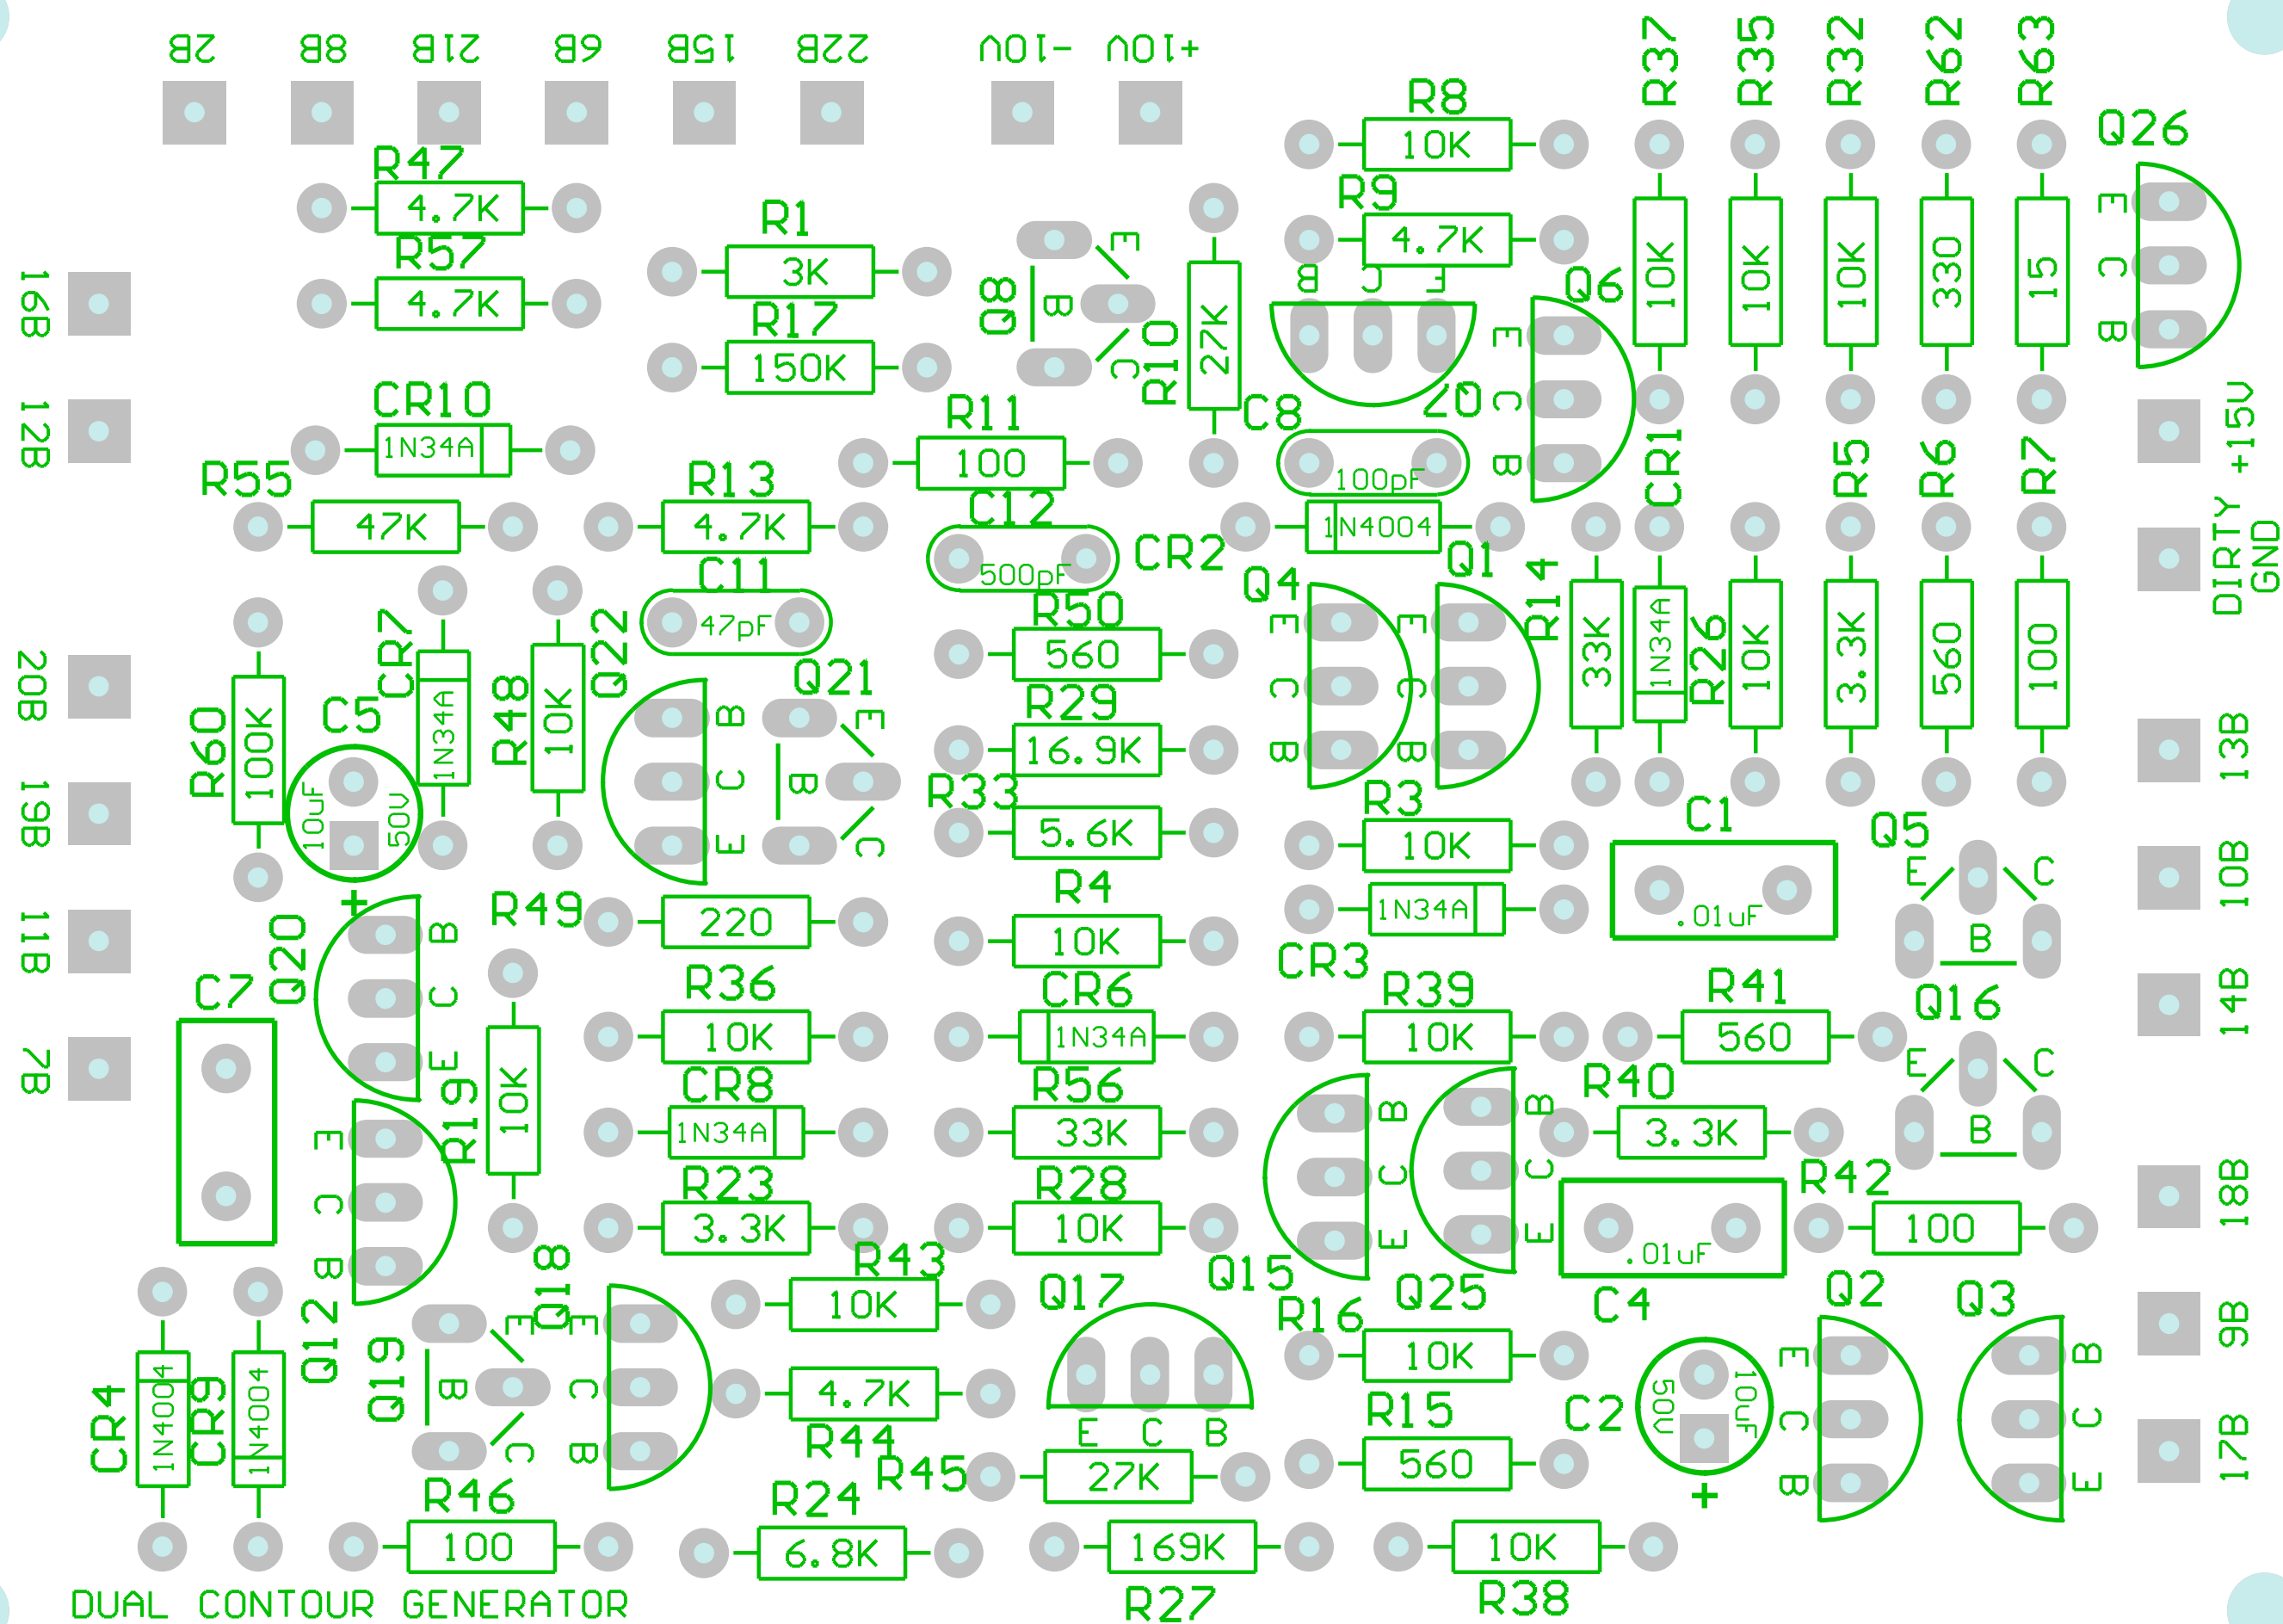 2B
8B
21B
6B
15B
22B
-10V
+10V
R37
R35
R32
R62
R63
R8
10K
Q26
E
C
B
R47
4.7K
R9
4.7K
R1
3K
R57
4.7K
Q8
E
B
C
R10
27K
B
C
E
Q7
Q6
E
C
B
10K
10K
10K
330
15
16B
R17
150K
12B
CR10
1N34A
R11
100
C8
100pF
+15V
R55
47K
R13
4.7K
C12
500pF
CR2
1N4004
CR1
R5
R6
R7
DIRTY
GND
C11
47pF
Q4
E
C
B
Q1
E
C
B
R14
33K
1N34A
R26
10K
3.3K
560
100
R50
560
20B
R60
100K
C5
10uF
50V
+
CR7
1N34A
R48
10K
Q22
B
C
E
Q21
E
B
C
R29
16.9K
13B
19B
R33
5.6K
R3
10K
C1
.01uF
Q5
E
C
B
10B
R49
220
R4
10K
1N34A
CR3
11B
Q20
B
C
E
C7
R36
10K
CR6
1N34A
R39
10K
R41
560
Q16
E
C
B
14B
7B
R19
10K
CR8
1N34A
R56
33K
B
C
E
Q15
B
C
E
Q25
R40
3.3K
E
C
B
Q12
R23
3.3K
R28
10K
.01uF
C4
R42
100
18B
Q18
E
C
B
R43
10K
Q17
E
C
B
R16
10K
Q2
E
C
B
Q3
B
C
E
9B
CR4
1N4004
CR9
1N4004
Q19
E
B
C
4.7K
R44
R15
560
C2
50V
10uF
+
17B
R45
27K
R46
100
R24
6.8K
169K
R27
10K
R38
DUAL CONTOUR GENERATOR